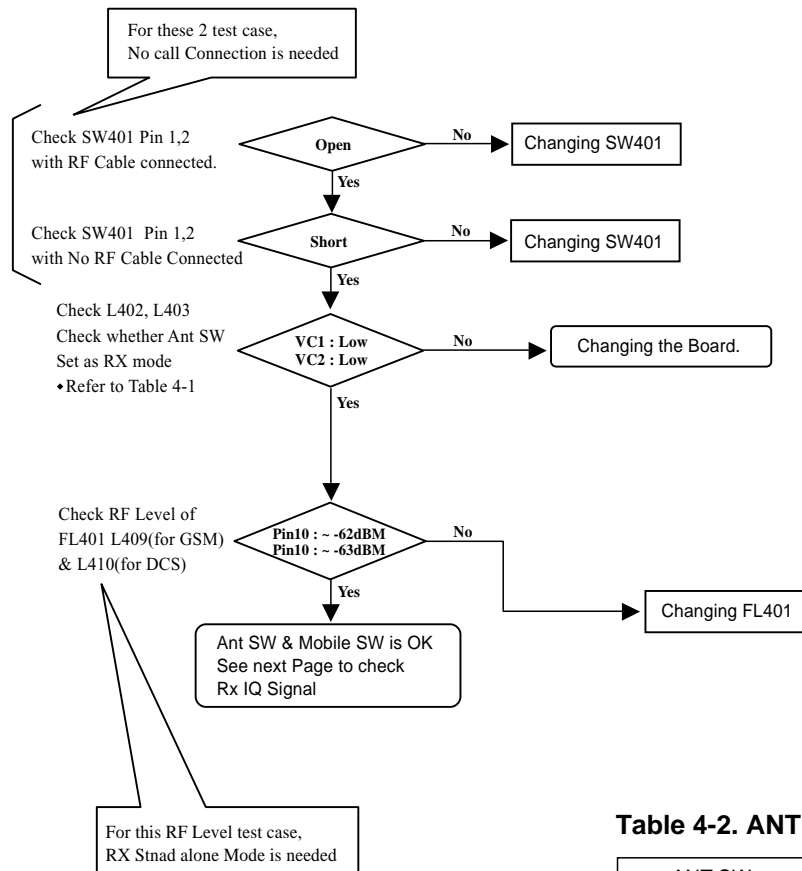 For these 2 test case,
No call Connection is needed
Check SW401 Pin 1,2
with RF Cable connected.
Open
No
Changing SW401
Yes
Check SW401 Pin 1,2
with No RF Cable Connected
Short
No
Changing SW401
Yes
Check L402, L403
Check whether Ant SW
Set as RX mode
◆Refer to Table 4-1
VC1 : Low
VC2 : Low
No
Changing the Board.
Yes
Check RF Level of
FL401 L409(for GSM)
& L410(for DCS)
Pin10 : ~ -62dBM
Pin10 : ~ -63dBM
No
Changing FL401
Yes
Ant SW & Mobile SW is OK
See next Page to check
Rx IQ Signal
For this RF Level test case,
RX Stnad alone Mode is needed
Table 4-2. ANT
ANT SW